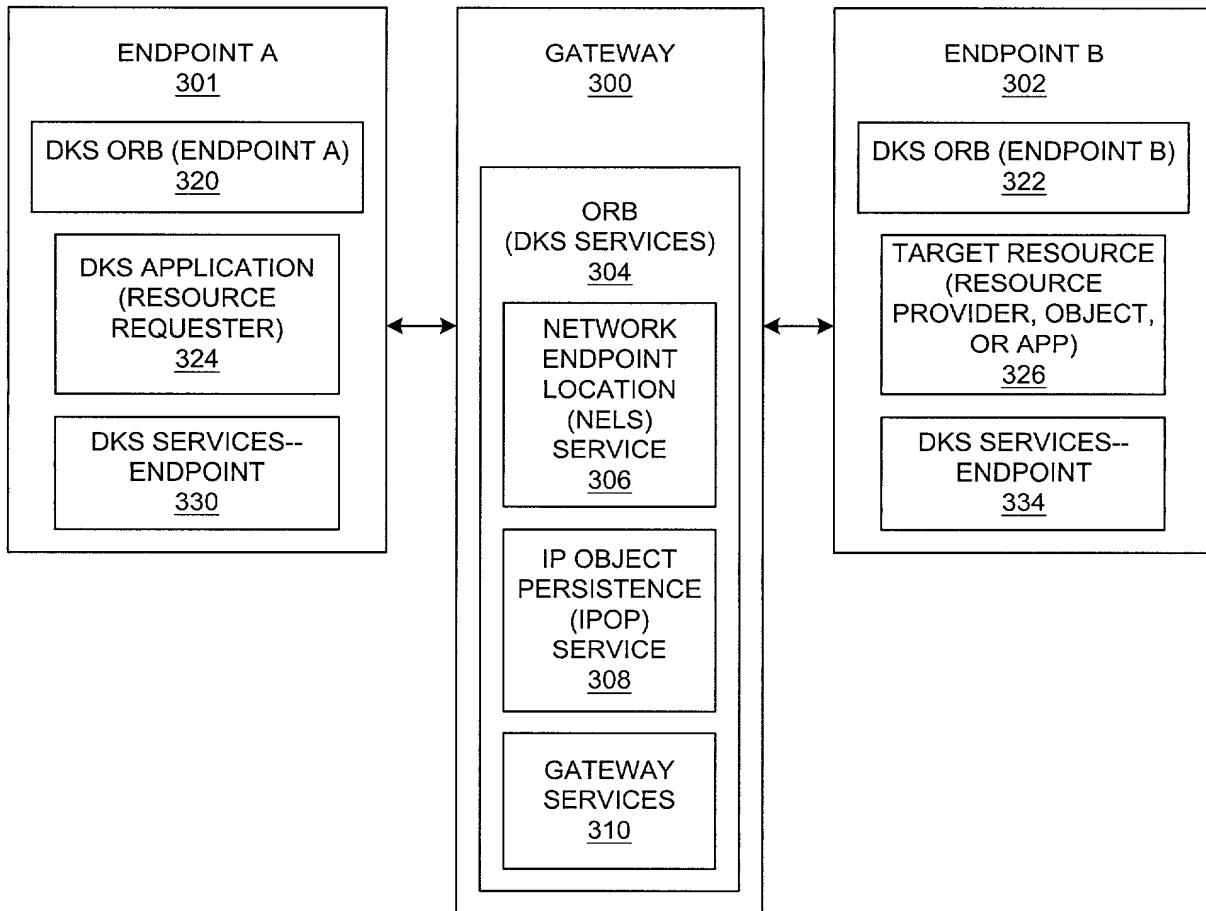 ENDPOINT A
301
DKS ORB (ENDPOINT A)
320
DKS APPLICATION
(RESOURCE
REQUESTER)
324
DKS SERVICES--
ENDPOINT
330
GATEWAY
300
ORB
(DKS SERVICES)
304
NETWORK
ENDPOINT
LOCATION
(NELS)
SERVICE
306
IP OBJECT
PERSISTENCE
(IPOP)
SERVICE
308
GATEWAY
SERVICES
310
ENDPOINT B
302
DKS ORB (ENDPOINT B)
322
TARGET RESOURCE
(RESOURCE
PROVIDER, OBJECT,
OR APP)
326
DKS SERVICES--
ENDPOINT
334